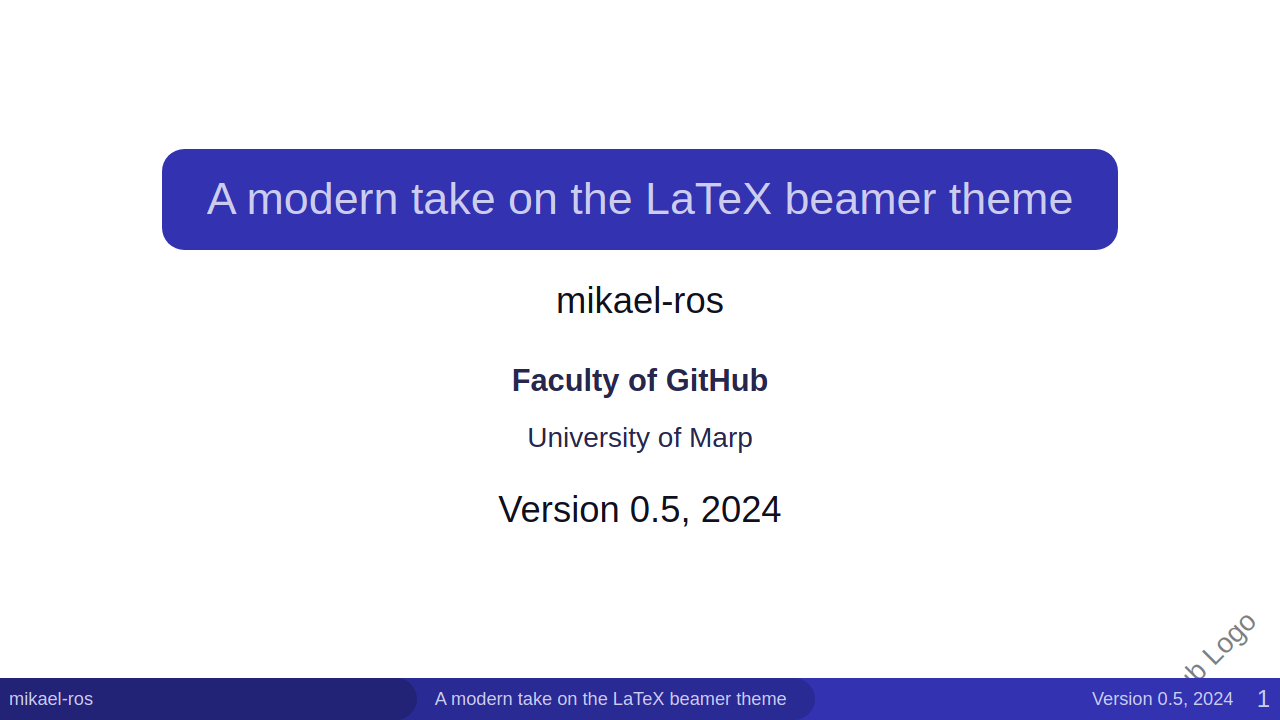 A modern take on the LaTeX beamer theme
mikael-ros
Faculty of GitHub
University of Marp
Version 0.5, 2024
Logo
mikael-ros
A modern take on the LaTeX beamer theme
Version 0.5, 2024
1